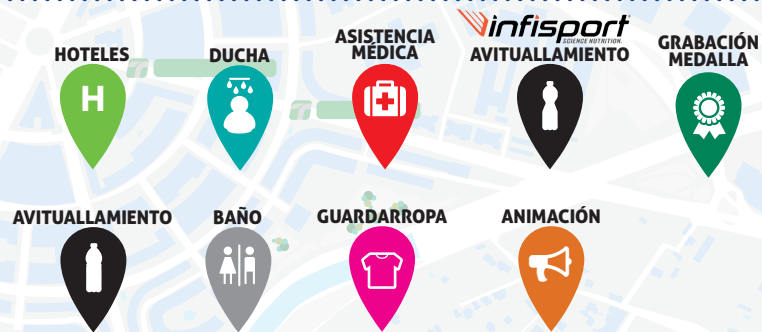 infisport
SCIENCE NUTRITION.
HOTELES
DUCHA
ASISTENCIA
MÉDICA
AVITUALLAMIENTO
GRABACIÓN
MEDALLA
H
AVITUALLAMIENTO
BAÑO
GUARDARROPA
ANIMACIÓN